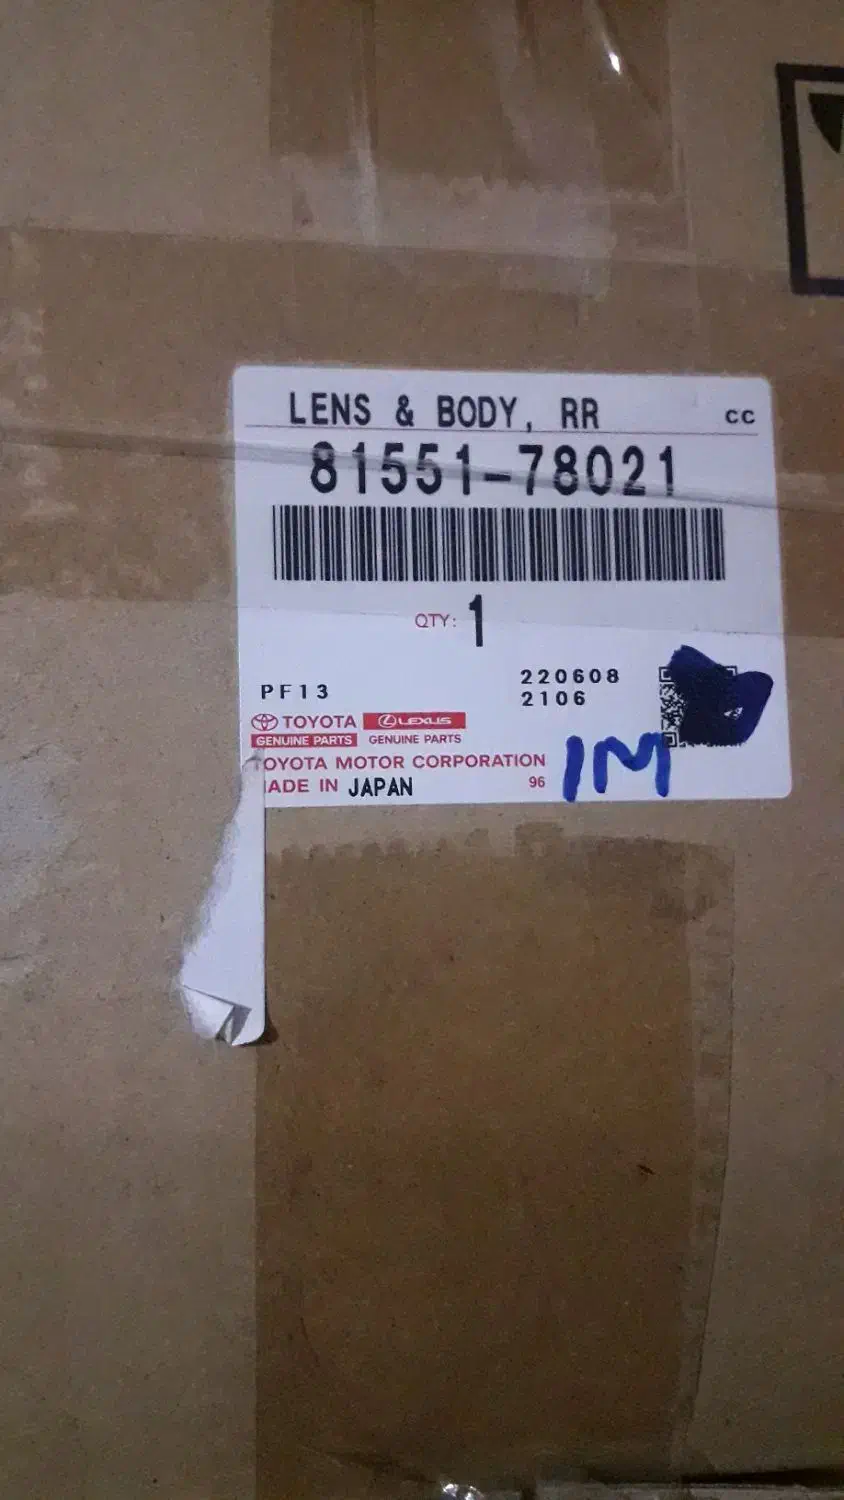 LENS & BODY, RR CC
81551-78021
QTY: 1
PF13 220608
2106
TOYOTA LEXUS
GENUINE PARTS GENUINE PARTS
TOYOTA MOTOR CORPORATION
ADE IN JAPAN 96
1M